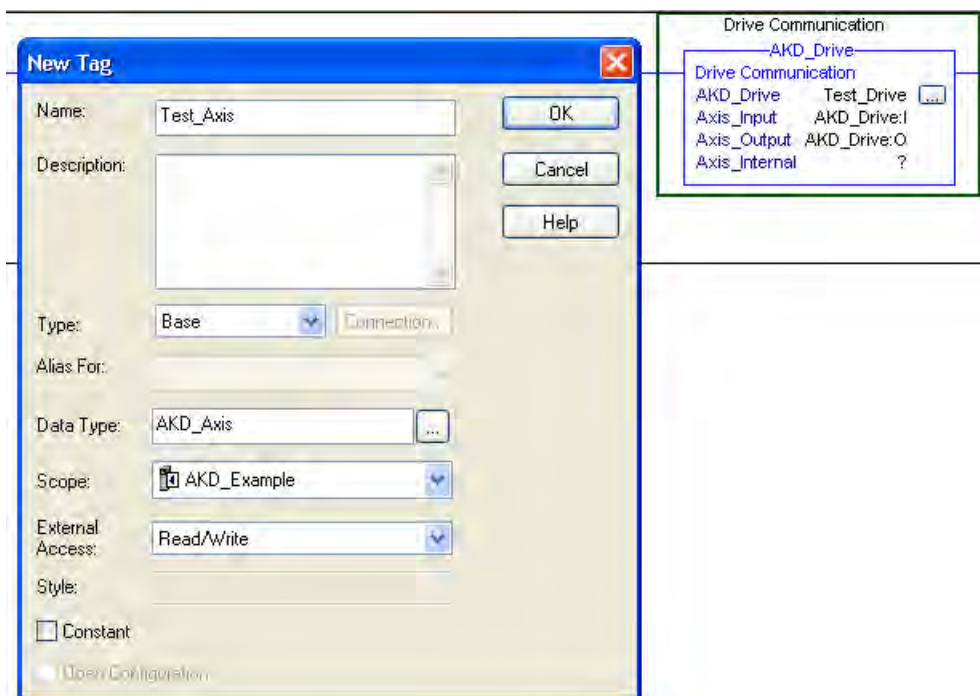 New Tag
Name:
Test_Axis
OK
Description:
Cancel
Help
Type:
Base
Connection...
Alias For:
Data Type:
AKD_Axis
...
Scope:
AKD_Example
External
Access:
Read/Write
Style:
Constant
Open Configuration
Drive Communication
AKD_Drive
Drive Communication
AKD_Drive Test_Drive ...
Axis_Input AKD_Drive:I
Axis_Output AKD_Drive:O
Axis_Internal ?